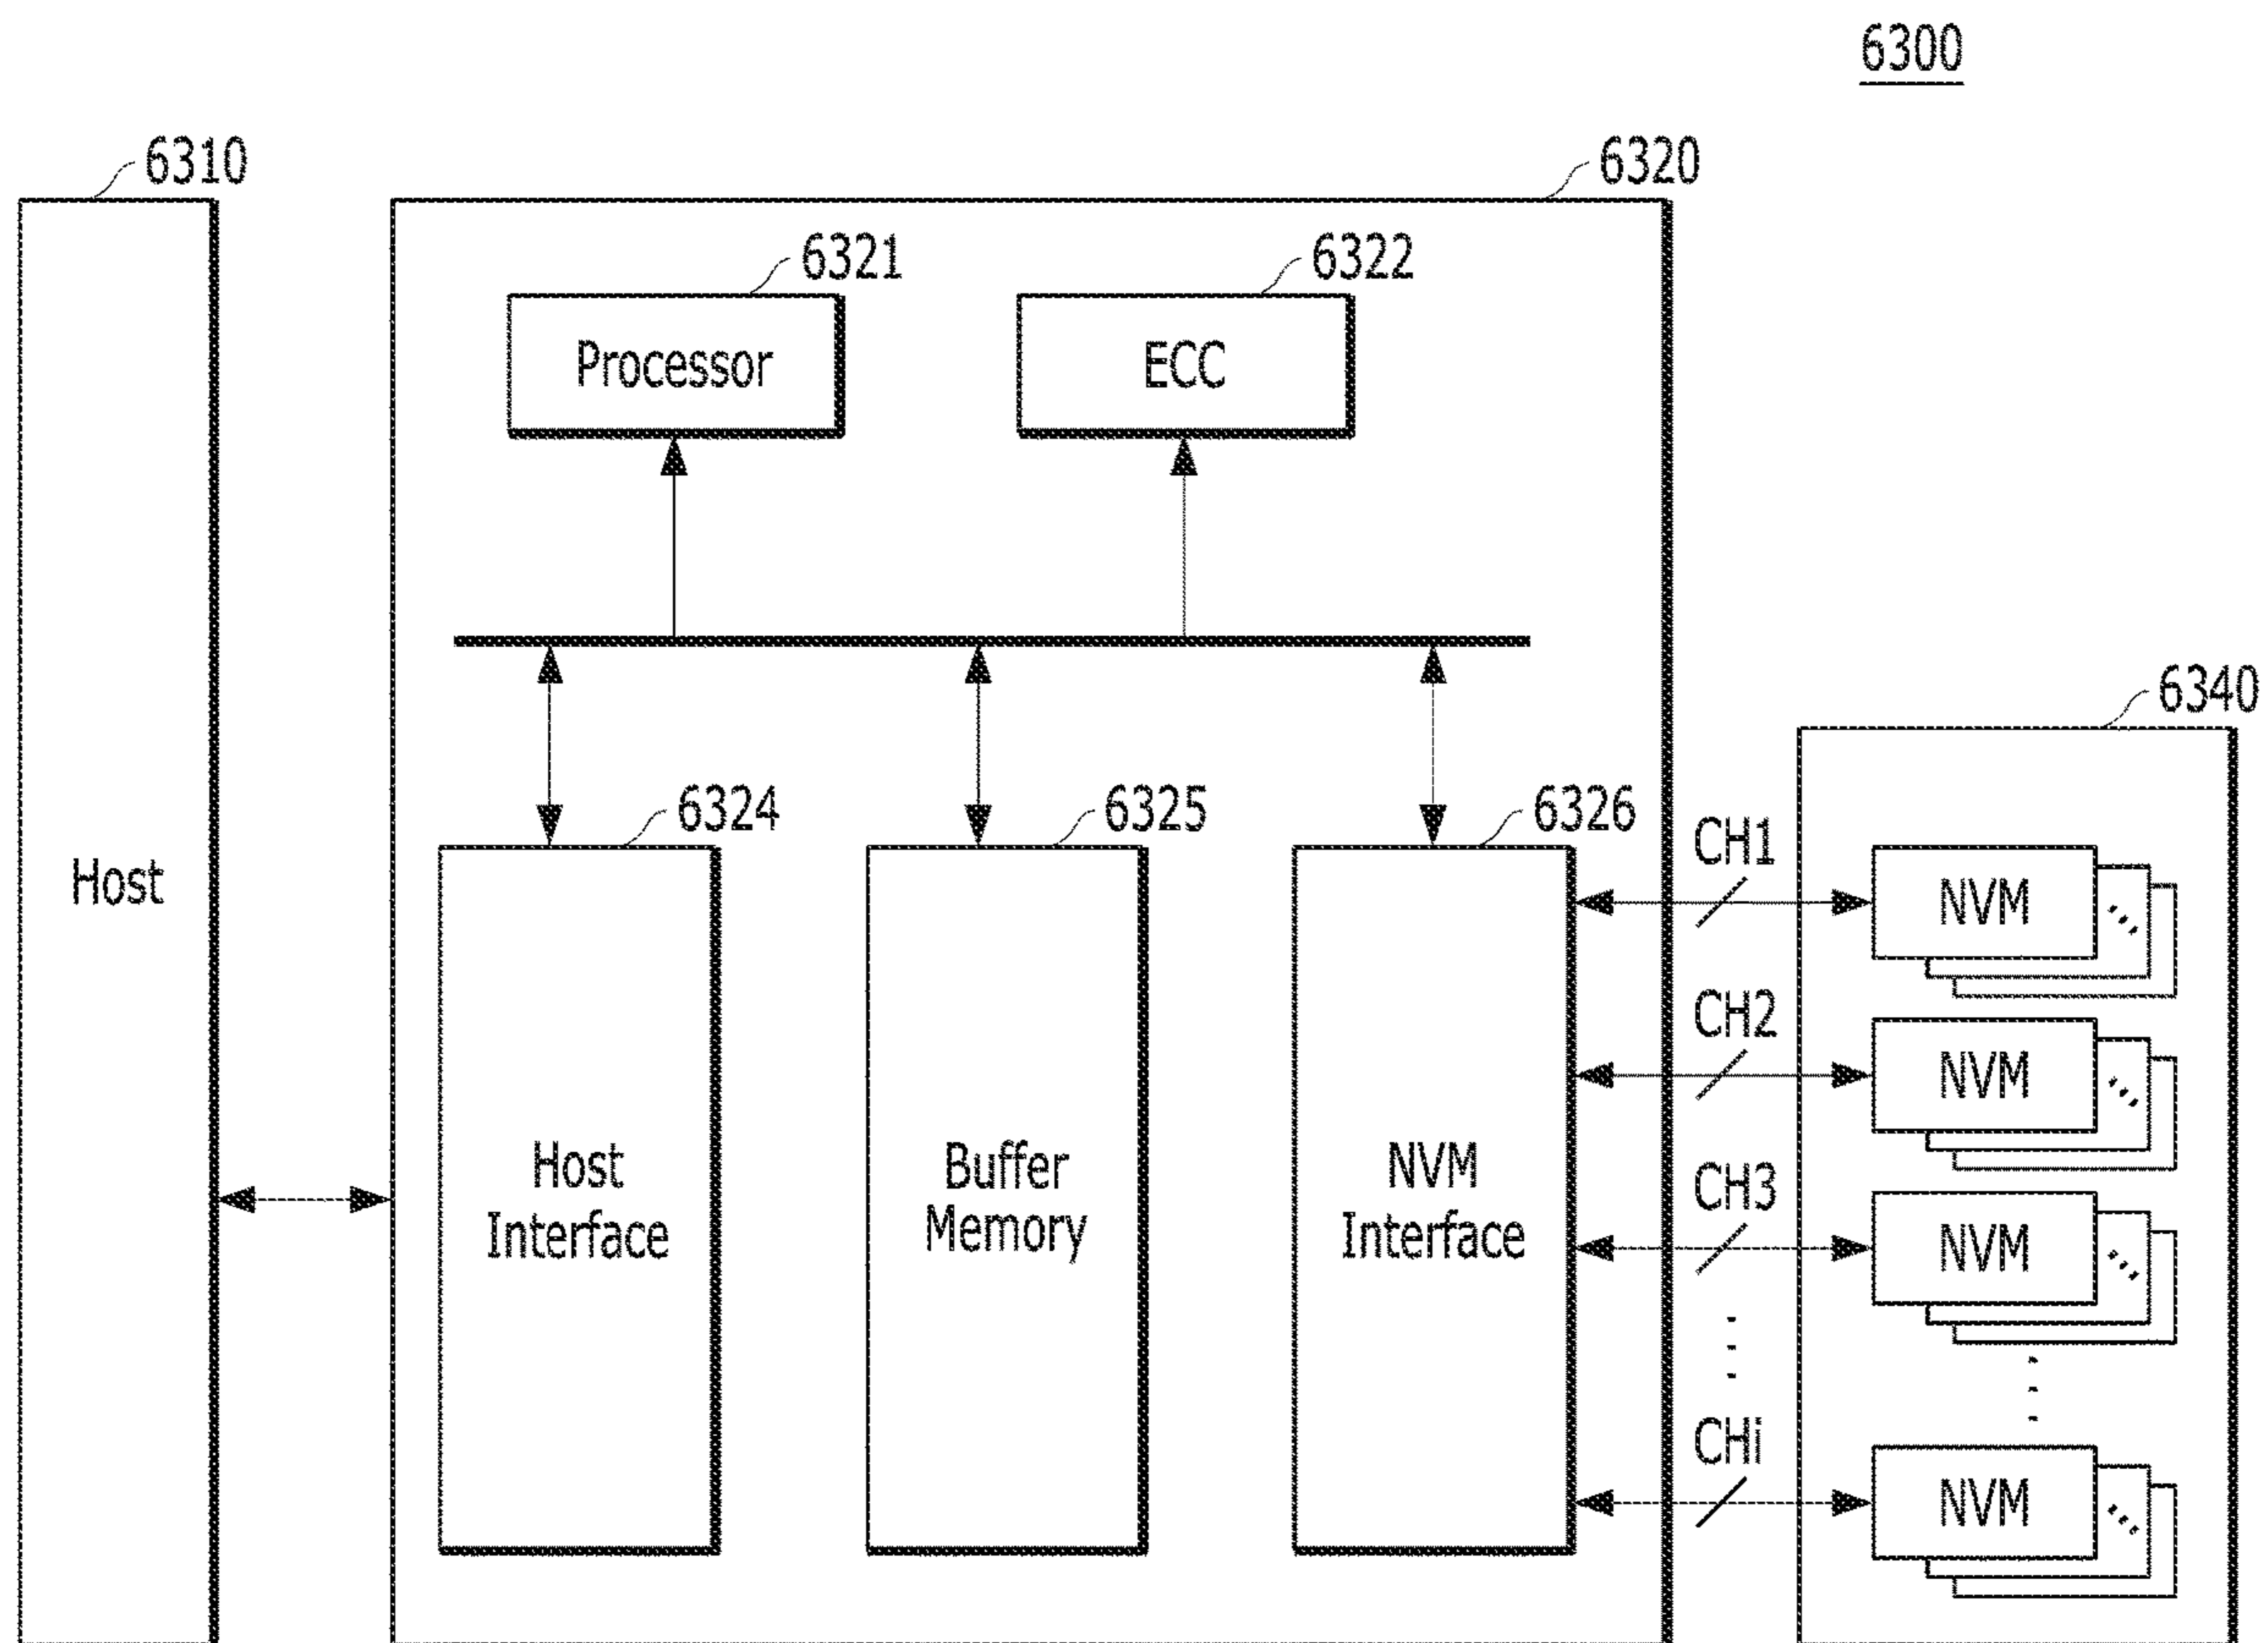 6300
6310
6320
6321
6322
Processor
ECC
6340
6324
6325
6326
CH1
Host
NVM
CH2
NVM
Host
Interface
Buffer
Memory
NVM
Interface
CH3
NVM
CHi
NVM